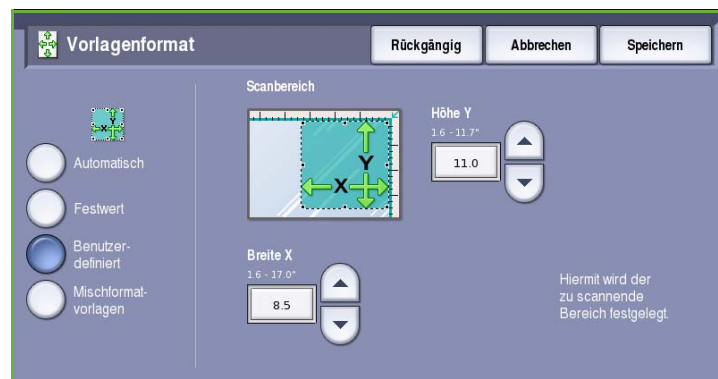 Vorlagenformat
Rückgängig
Abbrechen
Speichern
Automatisch
Festwert
Benutzer-
definiert
Mischformat-
vorlagen
Scanbereich
Y
X
Höhe Y
1.6 - 11.7"
11.0
Breite X
1.6 - 17.0"
8.5
Hiermit wird der
zu scannende
Bereich festgelegt.